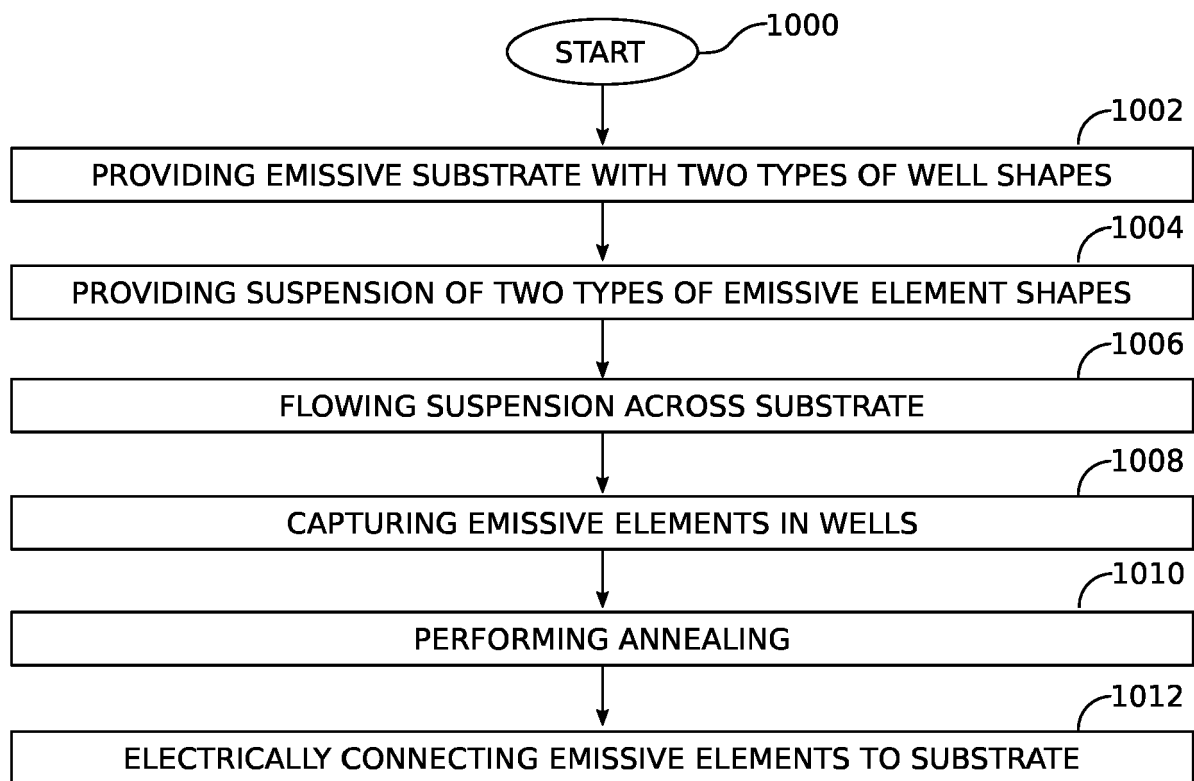 START
1000
1002
PROVIDING EMISSIVE SUBSTRATE WITH TWO TYPES OF WELL SHAPES
1004
PROVIDING SUSPENSION OF TWO TYPES OF EMISSIVE ELEMENT SHAPES
1006
FLOWING SUSPENSION ACROSS SUBSTRATE
1008
CAPTURING EMISSIVE ELEMENTS IN WELLS
1010
PERFORMING ANNEALING
1012
ELECTRICALLY CONNECTING EMISSIVE ELEMENTS TO SUBSTRATE